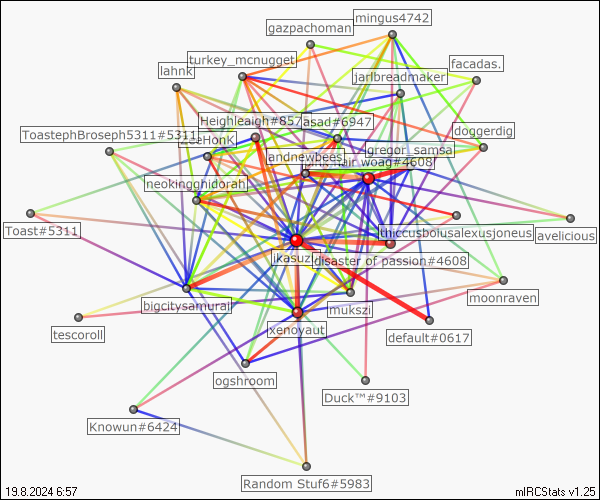 mingus4742
gazpachoman
turkey_mcnugget
facadas.
lahnk
jarlbreadmaker
Heighleaigh#857
asad#6947
doggerdig
ToastephBroseph5311#5311
ZeeHonK
gregor_samsa
andnewbees
pink_hair_woag#4608
neokingghidorah
Toast#5311
thiccusboiusalexusjoneus
avelicious
ikasuz
disaster of passion#4608
bigcitysamurai
mukszi
moonraven
tescoroll
xenoyaut
default#0617
ogshroom
Duck™#9103
Knowun#6424
Random Stuf6#5983
19.8.2024 6:57
mIRCStats v1.25